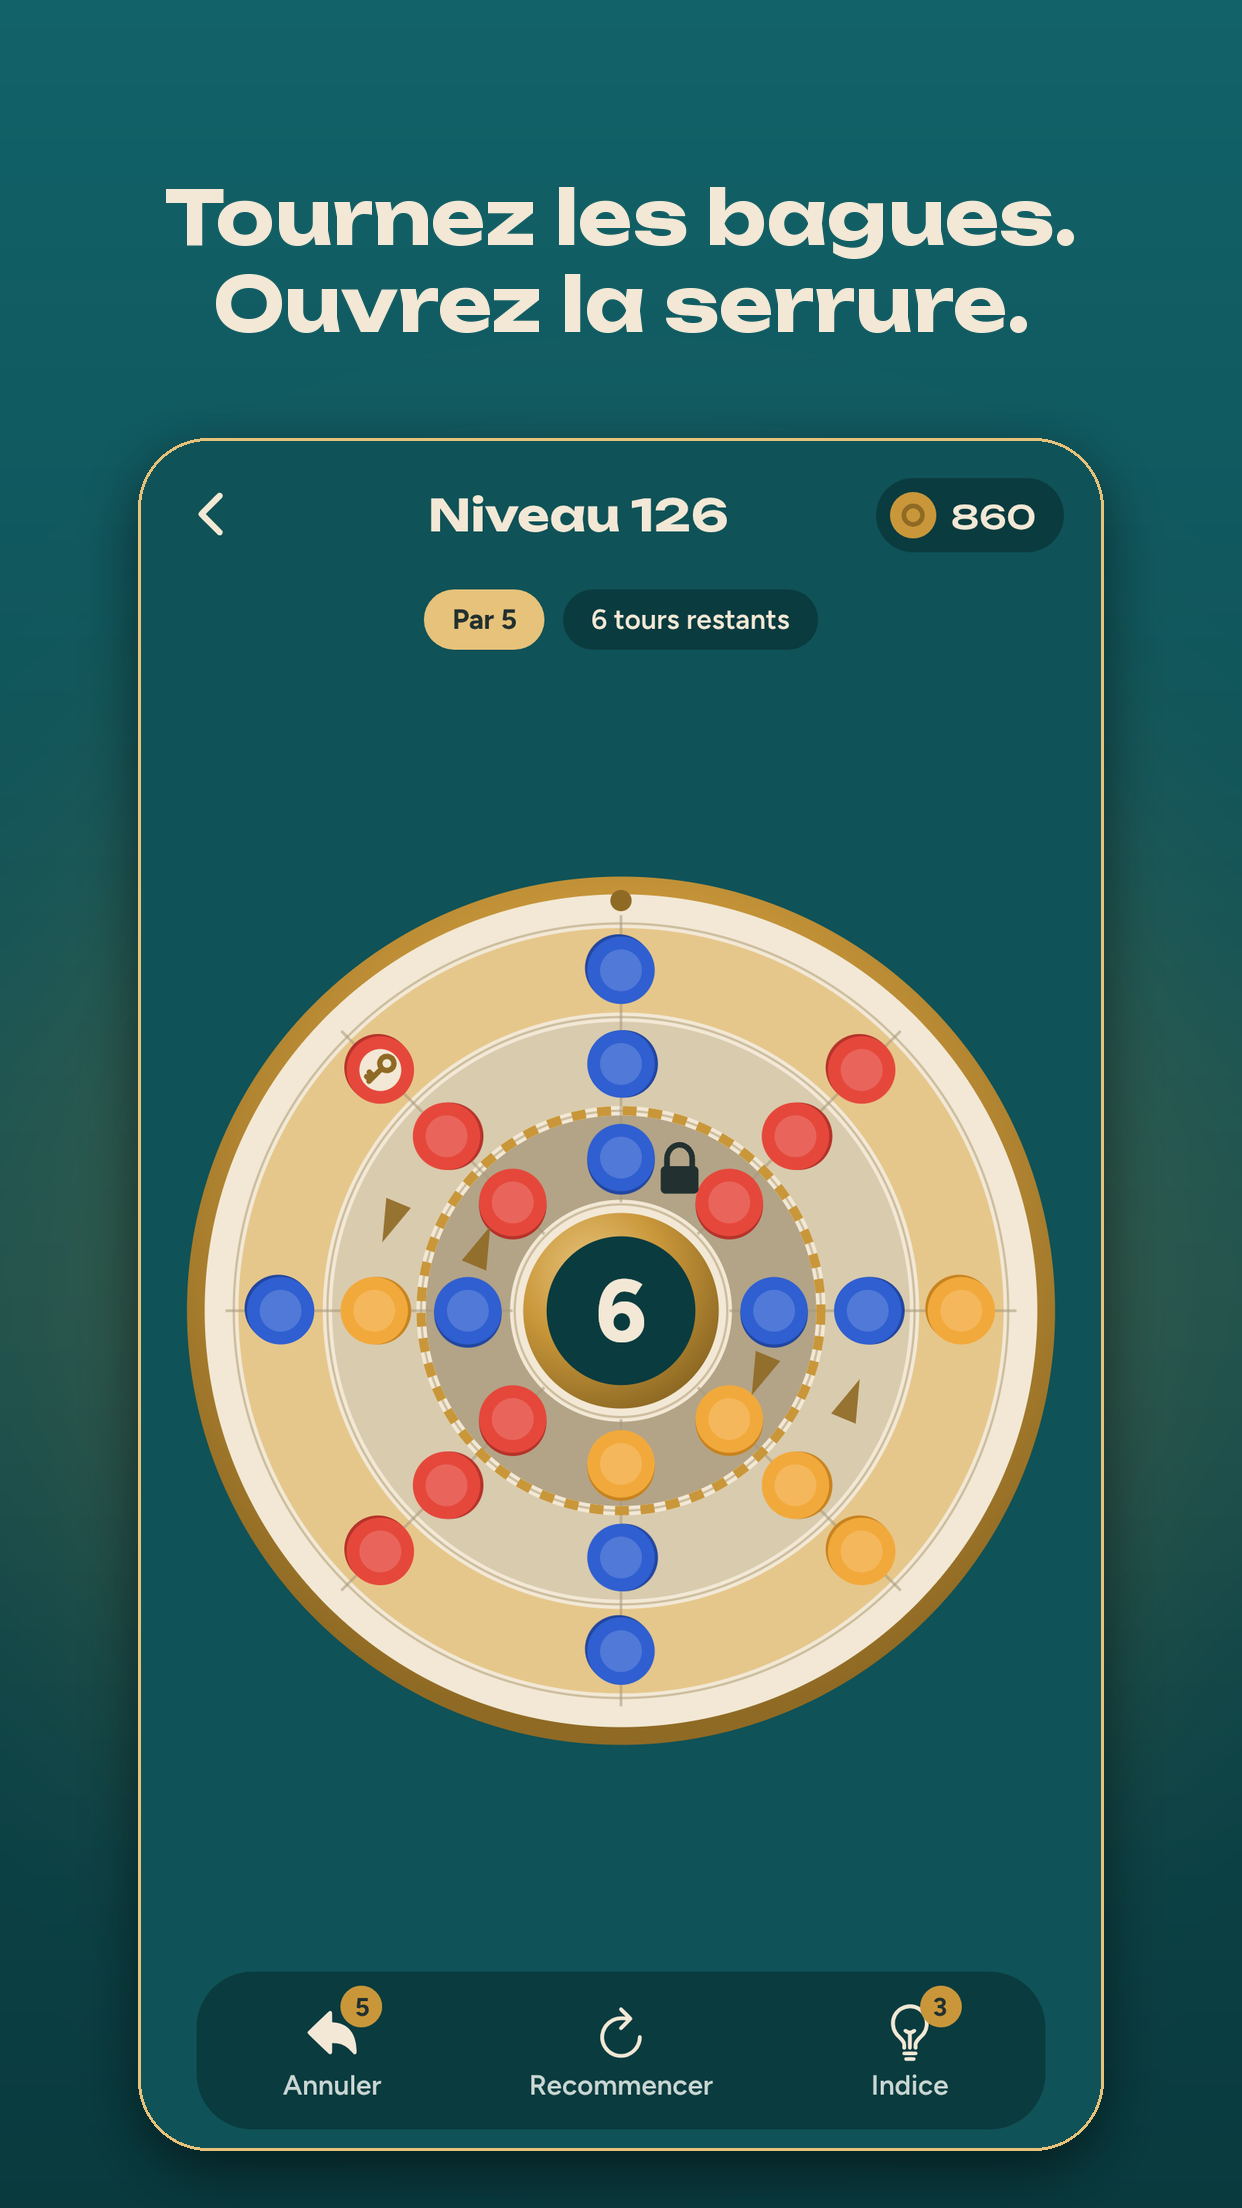 Tournez les bagues.
Ouvrez la serrure.
Niveau 126
860
Par 5
6 tours restants
6
5
3
Annuler
Recommencer
Indice